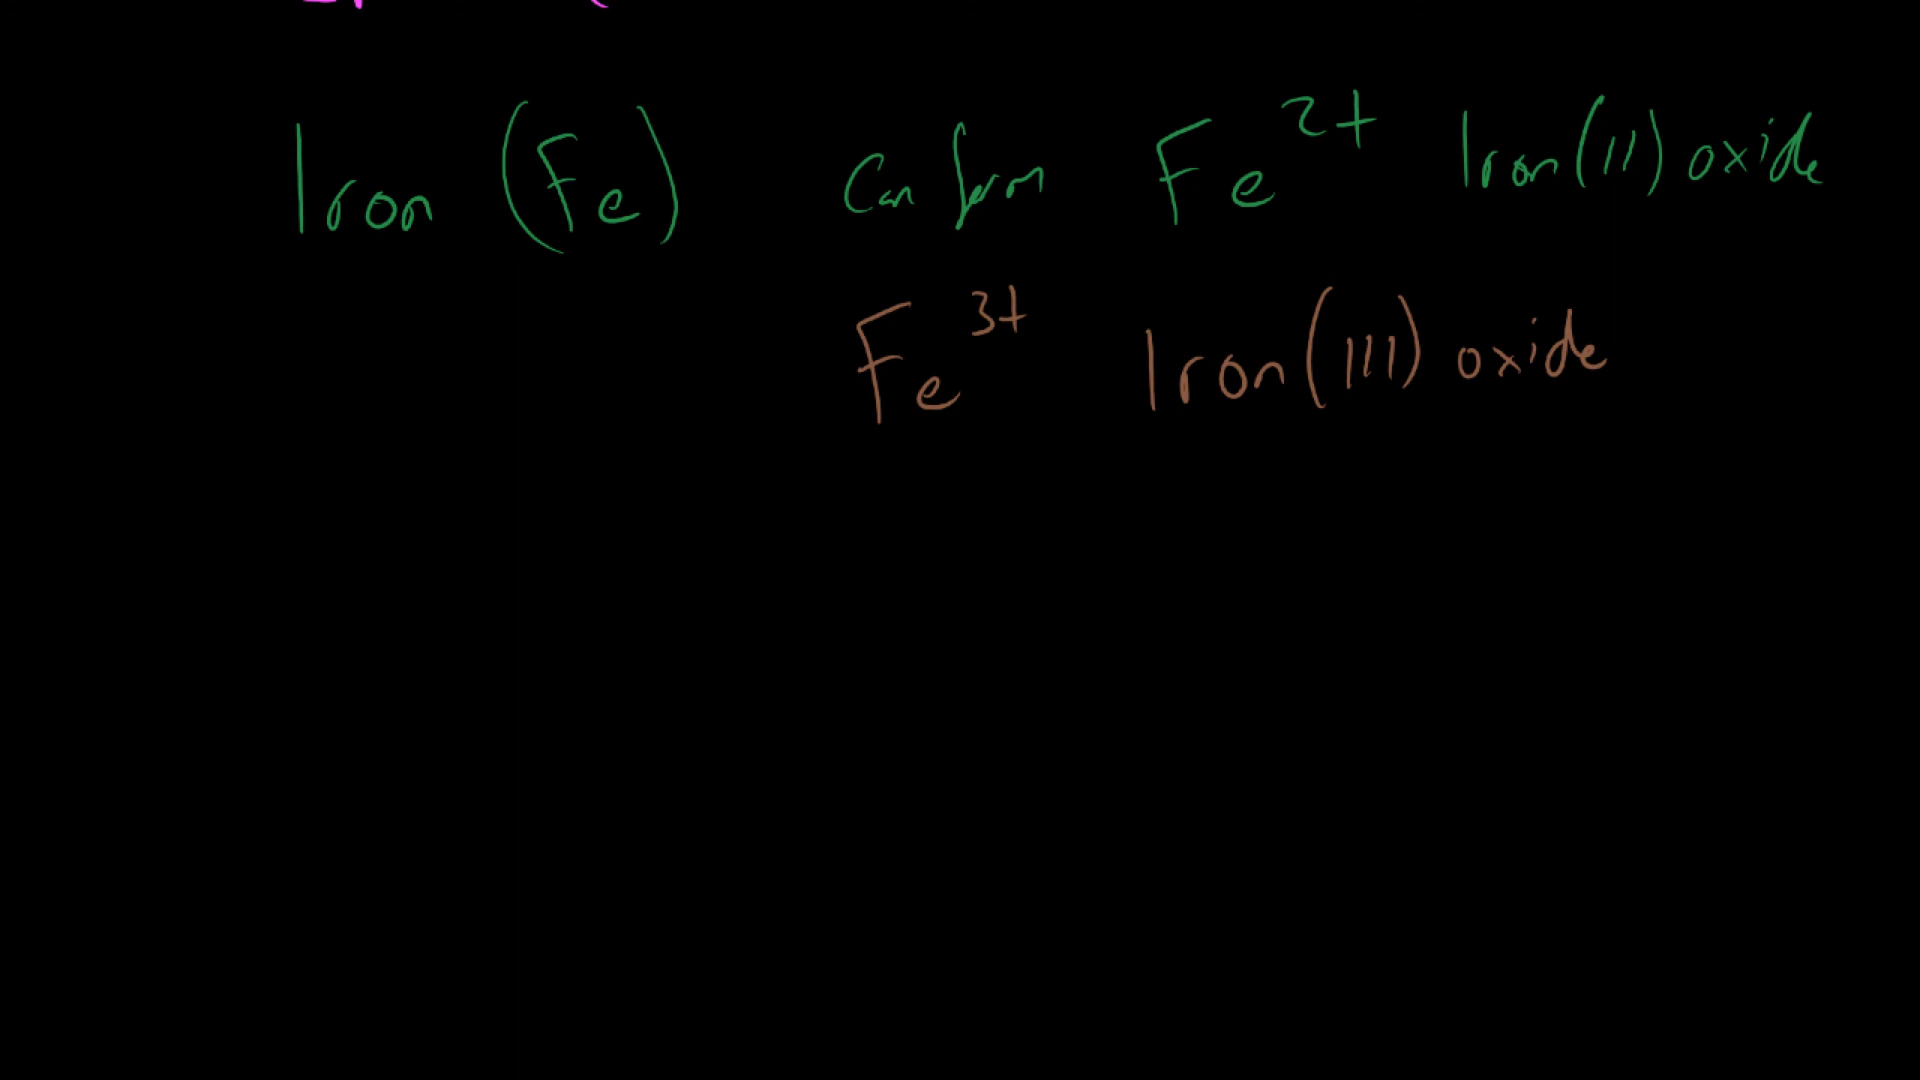 Iron (Fe) can form Fe²⁺ Iron(II) oxide
Fe³⁺ Iron(III) oxide